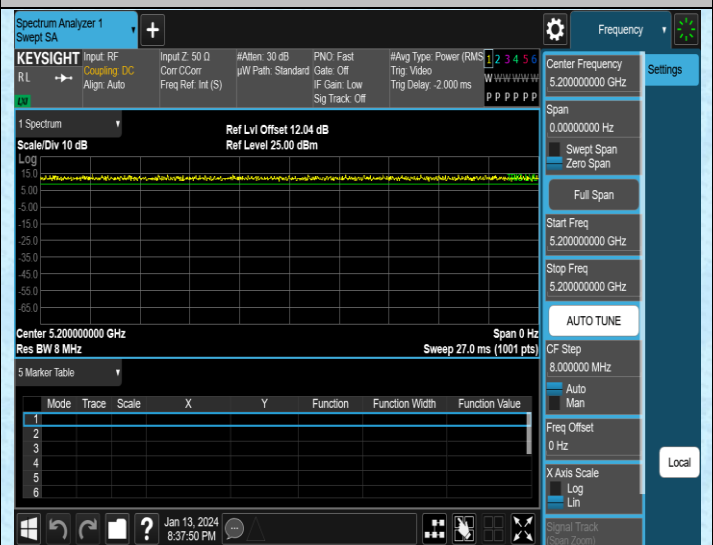 Spectrum Analyzer 1
Swept SA
Frequency
KEYSIGHT
RL
LXI
Input: RF
Coupling: DC
Align: Auto
Input Z: 50 Ω
Corr CCorr
Freq Ref: Int (S)
#Atten: 30 dB
µW Path: Standard
PNO: Fast
Gate: Off
IF Gain: Low
Sig Track: Off
#Avg Type: Power (RMS
Trig: Video
Trig Delay: -2.000 ms
1 2 3 4 5 6
W W W W W W
P P P P P P
1 Spectrum
Scale/Div 10 dB
Ref Lvl Offset 12.04 dB
Ref Level 25.00 dBm
Log
15.0
5.00
-5.00
-15.0
-25.0
-35.0
-45.0
-55.0
-65.0
Center 5.200000000 GHz
Res BW 8 MHz
Span 0 Hz
Sweep 27.0 ms (1001 pts)
5 Marker Table
Mode Trace Scale X Y Function Function Width Function Value
1
2
3
4
5
6
Jan 13, 2024
8:37:50 PM
Center Frequency
5.200000000 GHz
Span
0.00000000 Hz
Swept Span
Zero Span
Full Span
Start Freq
5.200000000 GHz
Stop Freq
5.200000000 GHz
AUTO TUNE
CF Step
8.000000 MHz
Auto
Man
Freq Offset
0 Hz
X Axis Scale
Log
Lin
Signal Track
(Span Zoom)
Settings
Local